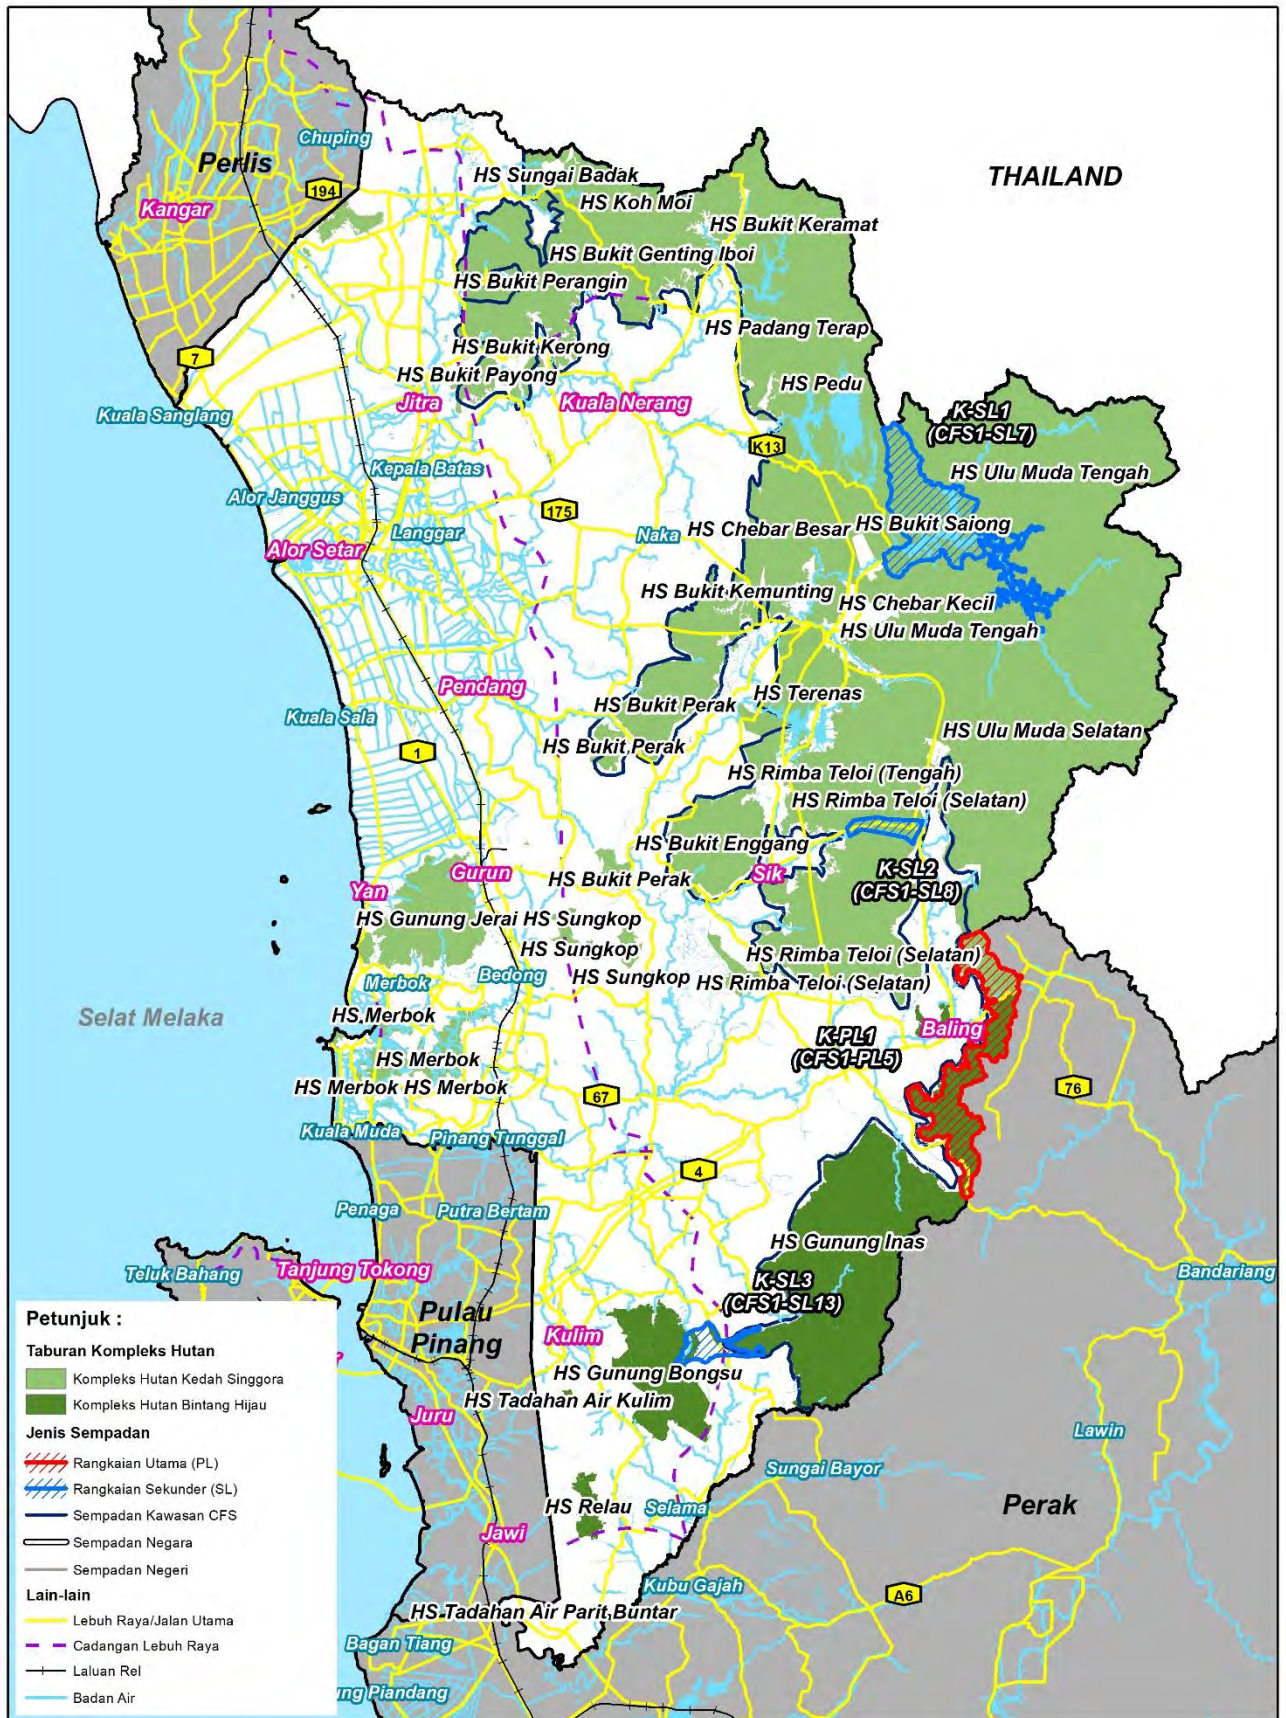 Chuping
Perlis
194
THAILAND
HS Sungai Badak
HS Koh Moi
Kangar
HS Bukit Keramat
HS Bukit Genting Iboi
HS Bukit Perangin
HS Padang Terap
HS Bukit Kerong
7
HS Bukit Payong
HS Pedu
Jitra
Kuala Nerang
Kuala Sanglang
K-SL1
(CFS1-SL7)
K13
Kepala Batas
HS Ulu Muda Tengah
Alor Janggus
175
Langgar
Naka
HS Chebar Besar
HS Bukit Saiong
Alor Setar
HS Bukit Kemunting
HS Chebar Kecil
HS Ulu Muda Tengah
Pendang
HS Terenas
HS Bukit Perak
Kuala Sala
HS Ulu Muda Selatan
1
HS Bukit Perak
HS Rimba Teloi (Tengah)
HS Rimba Teloi (Selatan)
HS Bukit Enggang
Gurun
HS Bukit Perak
Sik
K-SL2
(CFS1-SL8)
Yan
HS Gunung Jerai
HS Sungkop
HS Sungkop
HS Rimba Teloi (Selatan)
Merbok
Bedong
HS Sungkop
HS Rimba Teloi (Selatan)
Selat Melaka
HS Merbok
Baling
K-PL1
(CFS1-PL5)
HS Merbok
HS Merbok
HS Merbok
67
76
Kuala Muda
Pinang Tunggal
4
Penaga
Putra Bertam
HS Gunung Inas
Teluk Bahang
Tanjung Tokong
Bandariang
K-SL3
(CFS1-SL13)
Pulau
Pinang
Kulim
HS Gunung Bongsu
HS Tadahan Air Kulim
Juru
Lawin
Sungai Bayor
HS Relau
Selama
Perak
Jawi
Kubu Gajah
A6
HS Tadahan Air Parit Buntar
Bagan Tiang
ung Piandang
Petunjuk :
Taburan Kompleks Hutan
Kompleks Hutan Kedah Singgora
Kompleks Hutan Bintang Hijau
Jenis Sempadan
Rangkaian Utama (PL)
Rangkaian Sekunder (SL)
Sempadan Kawasan CFS
Sempadan Negara
Sempadan Negeri
Lain-lain
Lebuh Raya/Jalan Utama
Cadangan Lebuh Raya
Laluan Rel
Badan Air